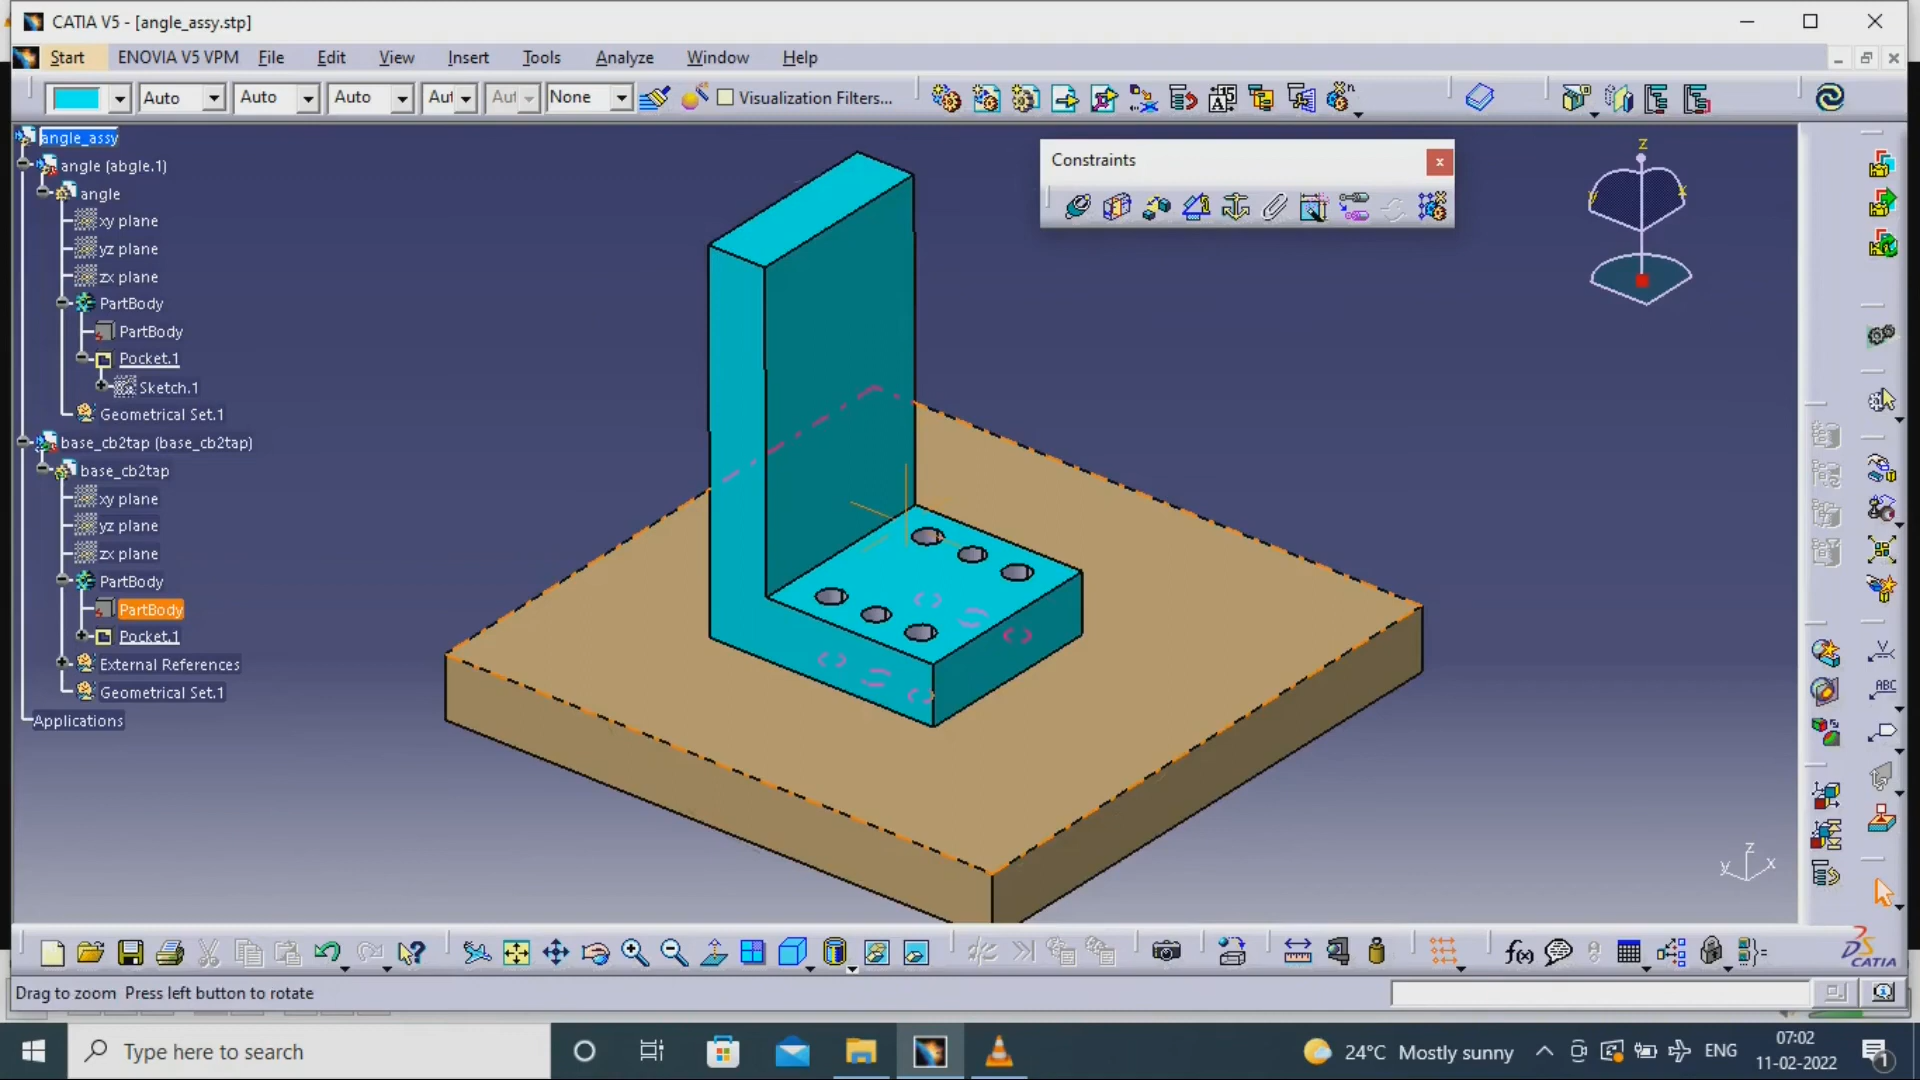 CATIA V5 - [angle_assy.stp]
Start ENOVIA V5 VPM File Edit View Insert Tools Analyze Window Help
Auto Auto Auto Aut Aut None Visualization Filters...
angle_assy
angle (abgle.1)
angle
xy plane
yz plane
zx plane
PartBody
PartBody
Pocket.1
Sketch.1
Geometrical Set.1
base_cb2tap (base_cb2tap)
base_cb2tap
xy plane
yz plane
zx plane
PartBody
PartBody
Pocket.1
External References
Geometrical Set.1
Applications
Constraints
z
y x
ABC
z
y x
f(x)
CATIA
Drag to zoom Press left button to rotate
Type here to search
24°C Mostly sunny
ENG
07:02
11-02-2022
1